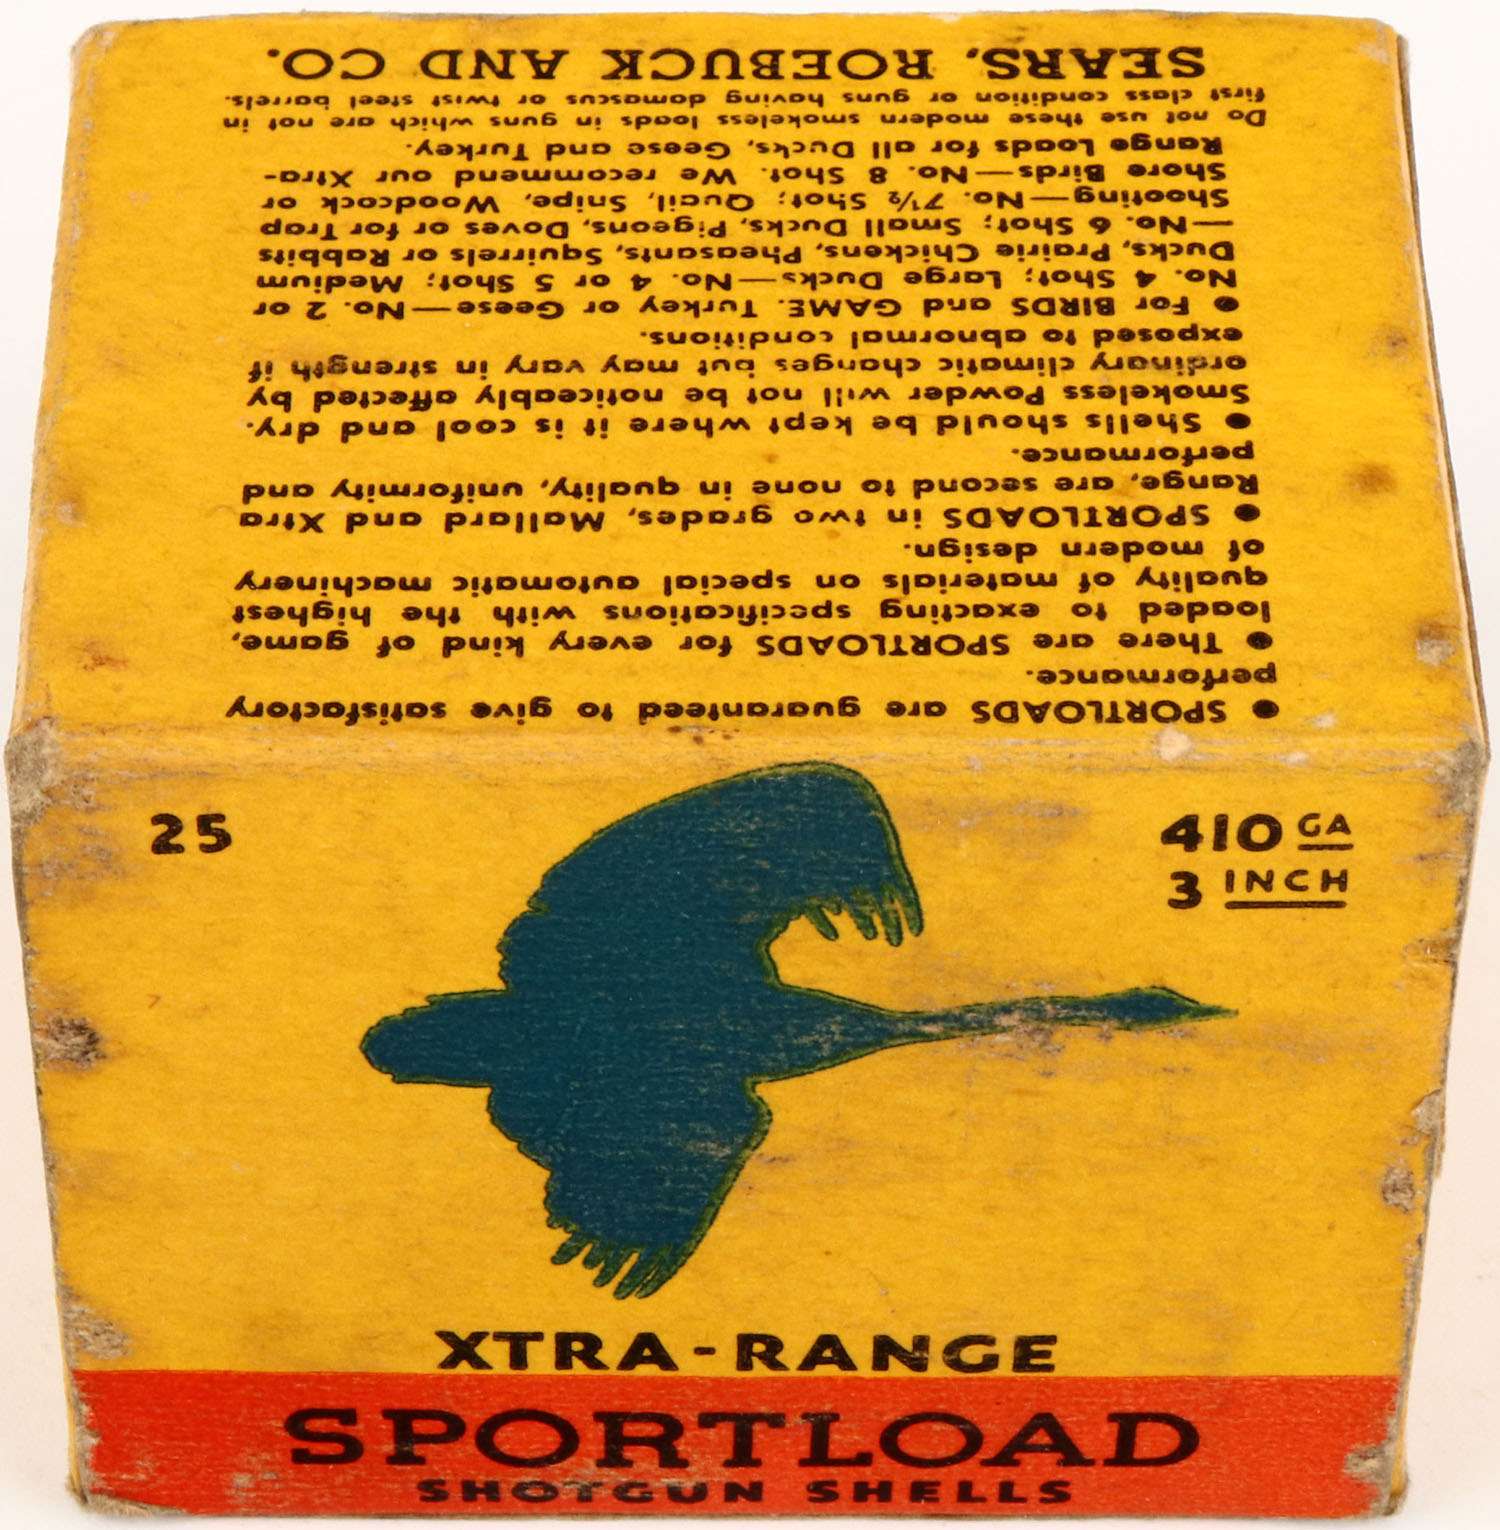 SPORTLOADS are guaranteed to give satisfactory
performance.
There are SPORTLOADS for every kind of game,
loaded to exacting specifications with the highest
quality of materials on special automatic machinery
of modern design.
SPORTLOADS in two grades, Mallard and Xtra
Range, are second to none in quality, uniformity and
performance.
Shells should be kept where it is cool and dry.
Smokeless Powder will not be noticeably affected by
ordinary climatic changes but may vary in strength if
exposed to abnormal conditions.
For BIRDS and GAME. Turkey or Geese—No. 2 or
No. 4 Shot; Large Ducks—No. 4 or 5 Shot; Medium
Ducks, Prairie Chickens, Pheasants, Squirrels or Rabbits
—No. 6 Shot; Small Ducks, Pigeons, Doves or for Trap
Shooting—No. 7½ Shot; Quail, Snipe, Woodcock or
Shore Birds—No. 8 Shot. We recommend our Xtra-
Range Loads for all Ducks, Geese and Turkey.
Do not use these modern smokeless loads in guns which are not in
first class condition or guns having damascus or twist steel barrels.
SEARS, ROEBUCK AND CO.
25
410 GA
3 INCH
XTRA-RANGE
SPORTLOAD
SHOTGUN SHELLS